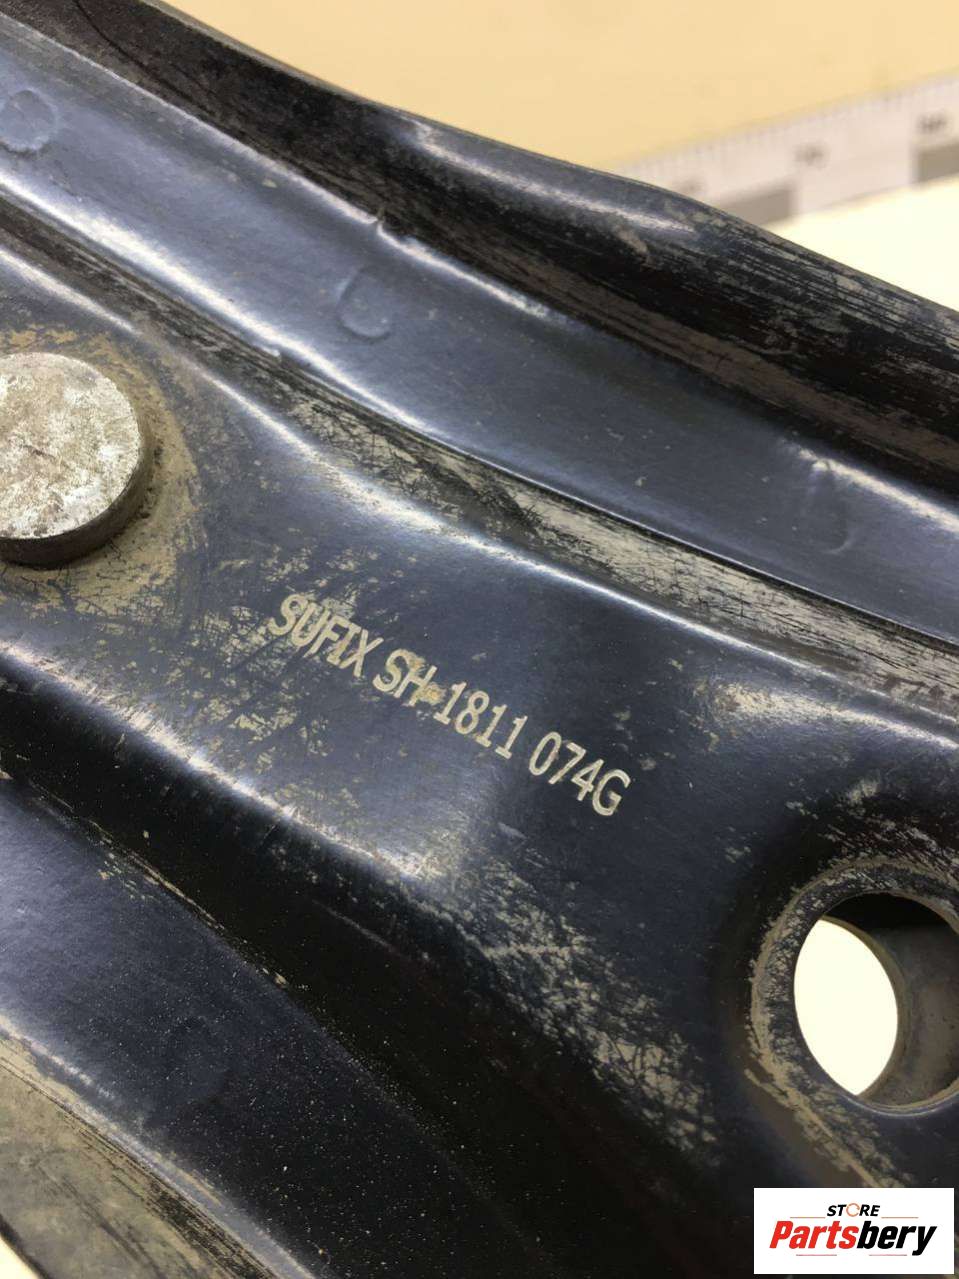 SUFIX SH-1811 074G
STORE
Partsbery